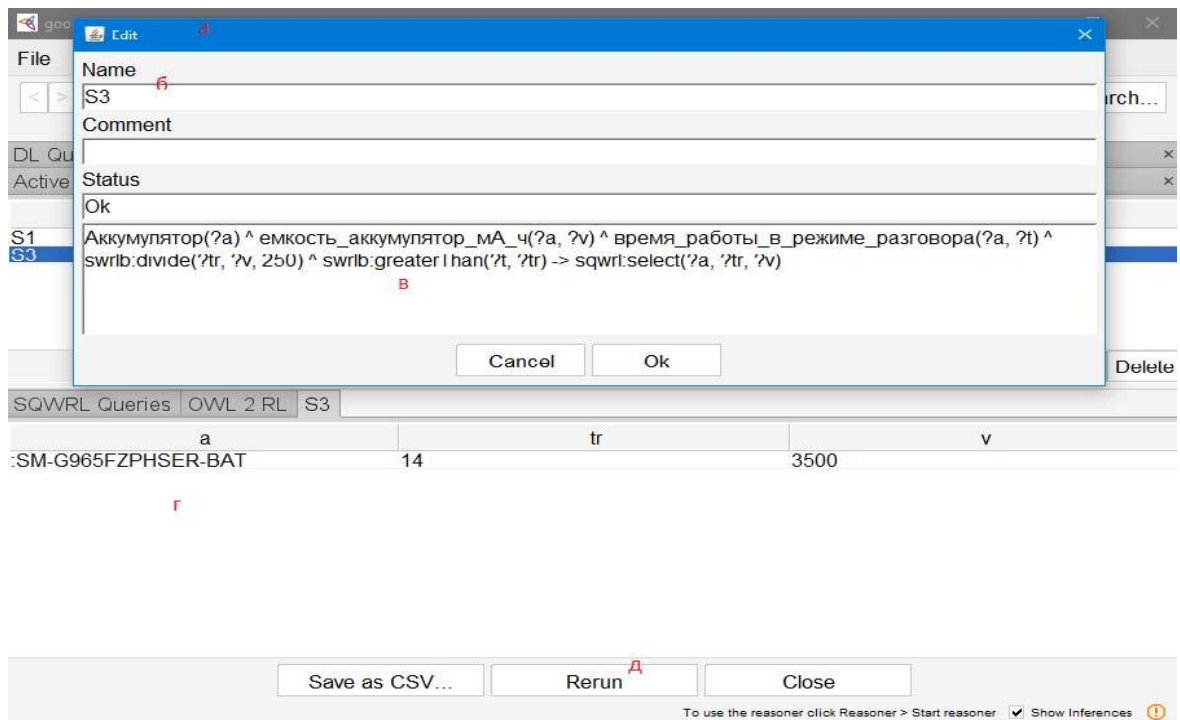 goo
Edit
а
File
Name
б
< >
S3
rch...
Comment
DL Qu
Active
Status
Ok
S1
S3
Аккумулятор(?a) ^ емкость_аккумулятор_мА_ч(?a, ?v) ^ время_работы_в_режиме_разговора(?a, ?t) ^
swrlb:divide(?tr, ?v, 250) ^ swrlb:greaterThan(?t, ?tr) -> sqwrl:select(?a, ?tr, ?v)
в
Cancel Ok
Delete
SQWRL Queries OWL 2 RL S3
a tr v
:SM-G965FZPHSER-BAT 14 3500
г
д
Save as CSV... Rerun Close
To use the reasoner click Reasoner > Start reasoner Show Inferences